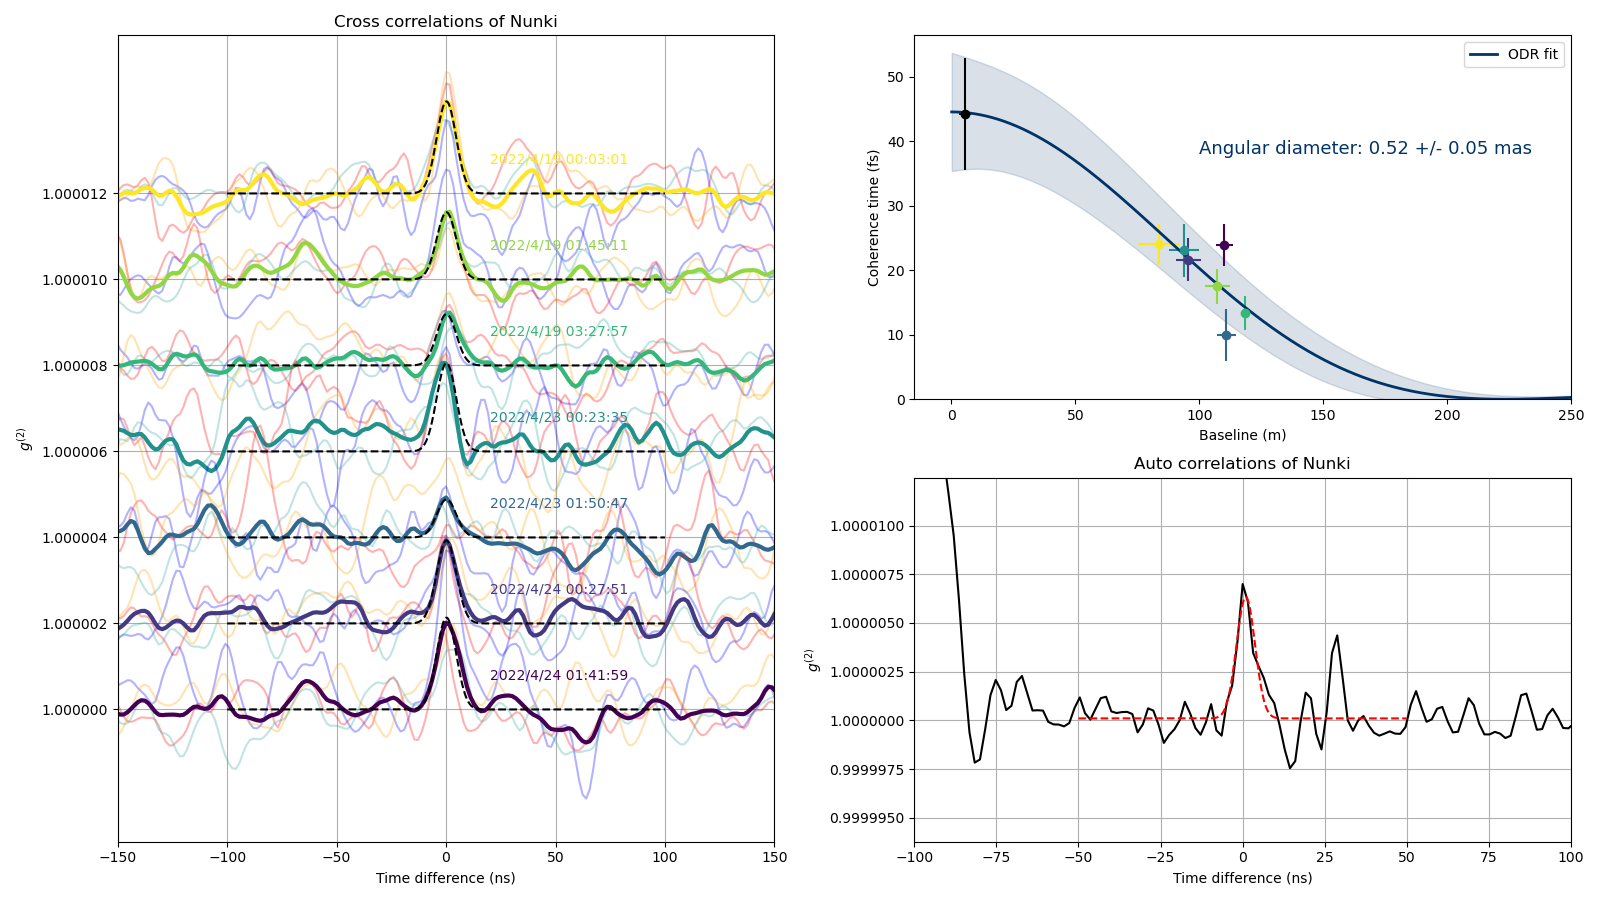 Cross correlations of Nunki
2022/4/19 00:03:01
2022/4/19 01:45:11
2022/4/19 03:27:57
2022/4/23 00:23:35
2022/4/23 01:50:47
2022/4/24 00:27:51
2022/4/24 01:41:59
1.000012
1.000010
1.000008
1.000006
1.000004
1.000002
1.000000
g^(2)
−150 −100 −50 0 50 100 150
Time difference (ns)
ODR fit
Angular diameter: 0.52 +/- 0.05 mas
50
40
30
20
10
0
Coherence time (fs)
0 50 100 150 200 250
Baseline (m)
Auto correlations of Nunki
1.0000100
1.0000075
1.0000050
1.0000025
1.0000000
0.9999975
0.9999950
g^(2)
−100 −75 −50 −25 0 25 50 75 100
Time difference (ns)